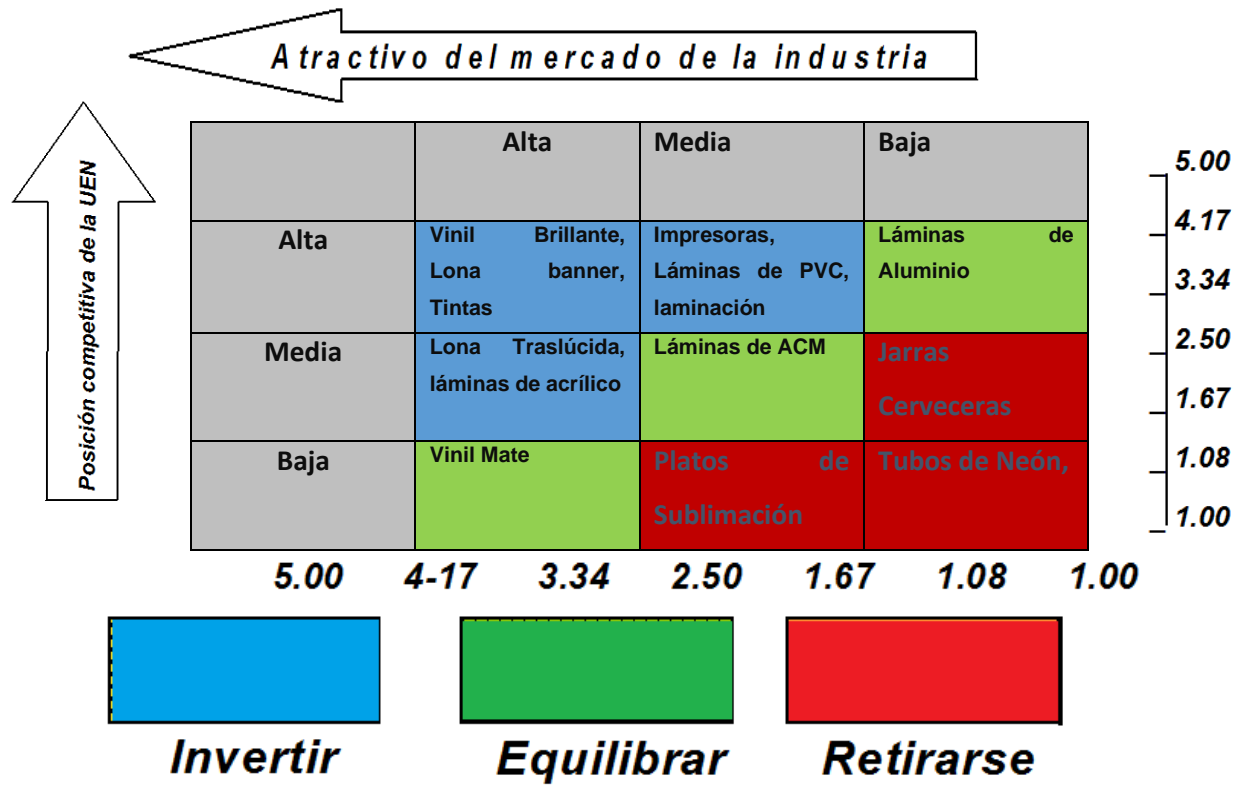 Atractivo del mercado de la industria
Posición competitiva de la UEN
Alta
Media
Baja
Alta
Vinil Brillante,
Lona banner,
Tintas
Impresoras,
Láminas de PVC,
laminación
Láminas de
Aluminio
Media
Lona Traslúcida,
láminas de acrílico
Láminas de ACM
Jarras
Cerveceras
Baja
Vinil Mate
Platos de
Sublimación
Tubos de Neón,
5.00
4.17
3.34
2.50
1.67
1.08
1.00
5.00 4-17 3.34 2.50 1.67 1.08 1.00
Invertir
Equilibrar
Retirarse